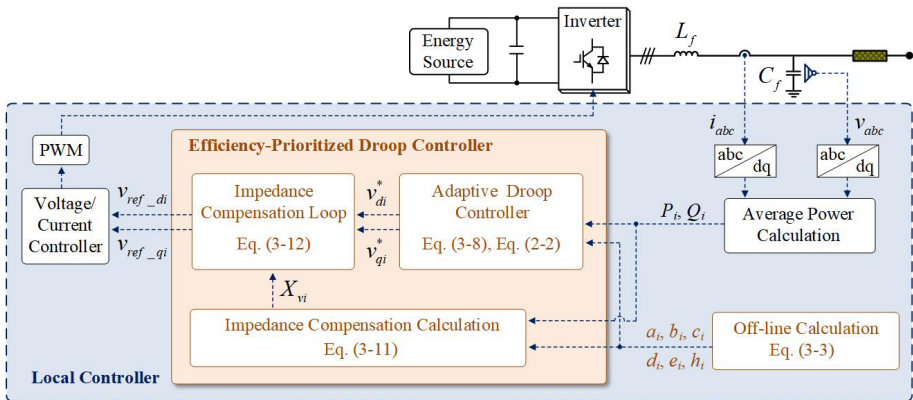 Energy
Source
Inverter
L_f
C_f
i_abc
v_abc
abc
dq
abc
dq
PWM
Efficiency-Prioritized Droop Controller
Voltage/
Current
Controller
v_ref_di
v_ref_qi
Impedance
Compensation Loop
Eq. (3-12)
v*_di
v*_qi
Adaptive Droop
Controller
Eq. (3-8), Eq. (2-2)
P_i, Q_i
Average Power
Calculation
X_vi
Impedance Compensation Calculation
Eq. (3-11)
a_i, b_i, c_i
d_i, e_i, h_i
Off-line Calculation
Eq. (3-3)
Local Controller